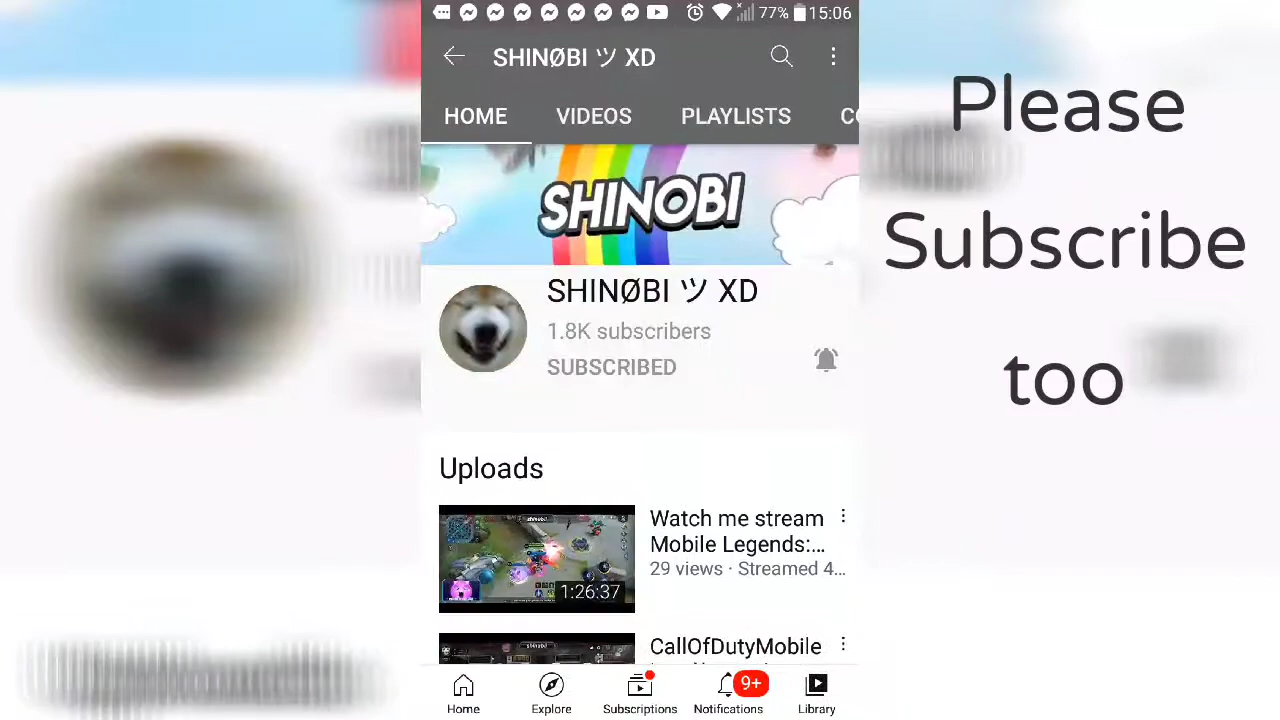 77% 15:06
SHINØBI ツ XD
HOME VIDEOS PLAYLISTS CO
SHINOBI
SHINØBI ツ XD
1.8K subscribers
SUBSCRIBED
Uploads
Watch me stream
Mobile Legends:...
29 views · Streamed 4...
1:26:37
CallOfDutyMobile
Home Explore Subscriptions Notifications Library
9+
Please
Subscribe
too